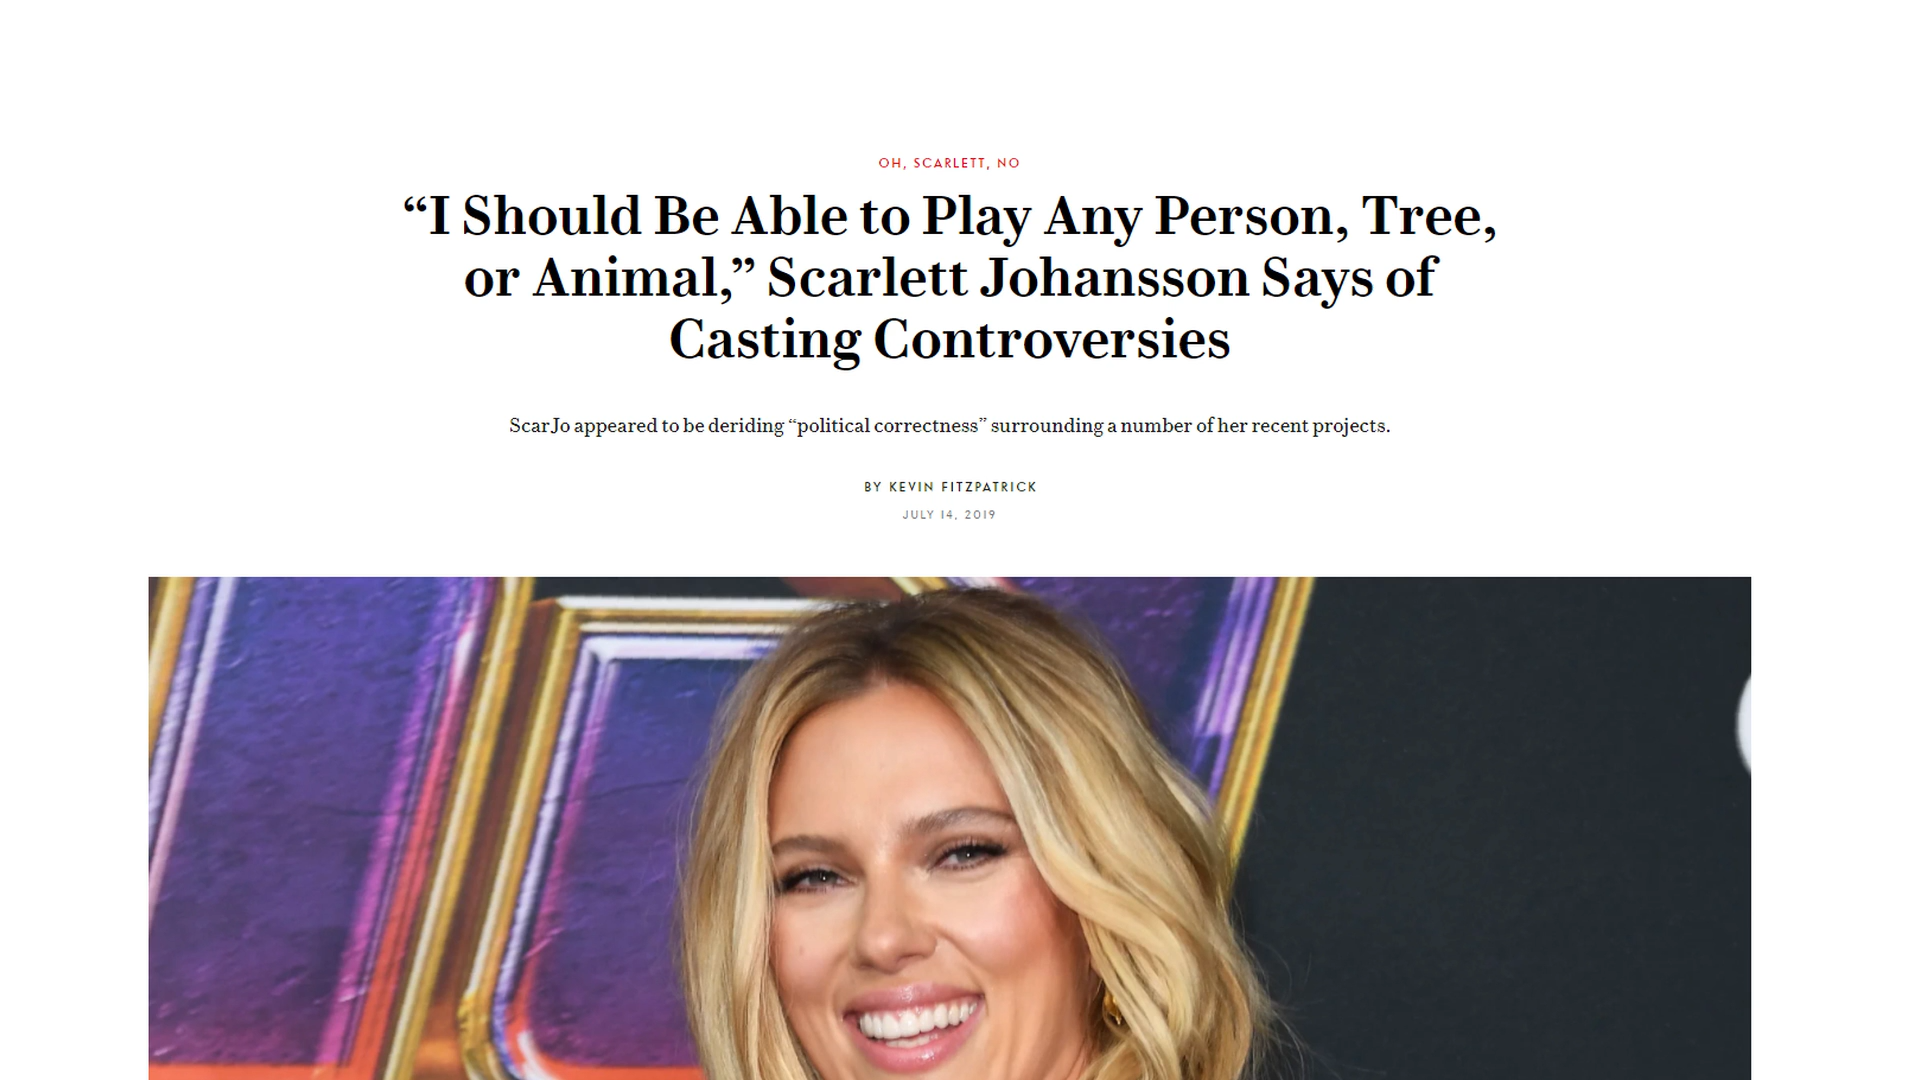 OH, SCARLETT, NO
“I Should Be Able to Play Any Person, Tree,
or Animal,” Scarlett Johansson Says of
Casting Controversies
ScarJo appeared to be deriding “political correctness” surrounding a number of her recent projects.
BY KEVIN FITZPATRICK
JULY 14, 2019